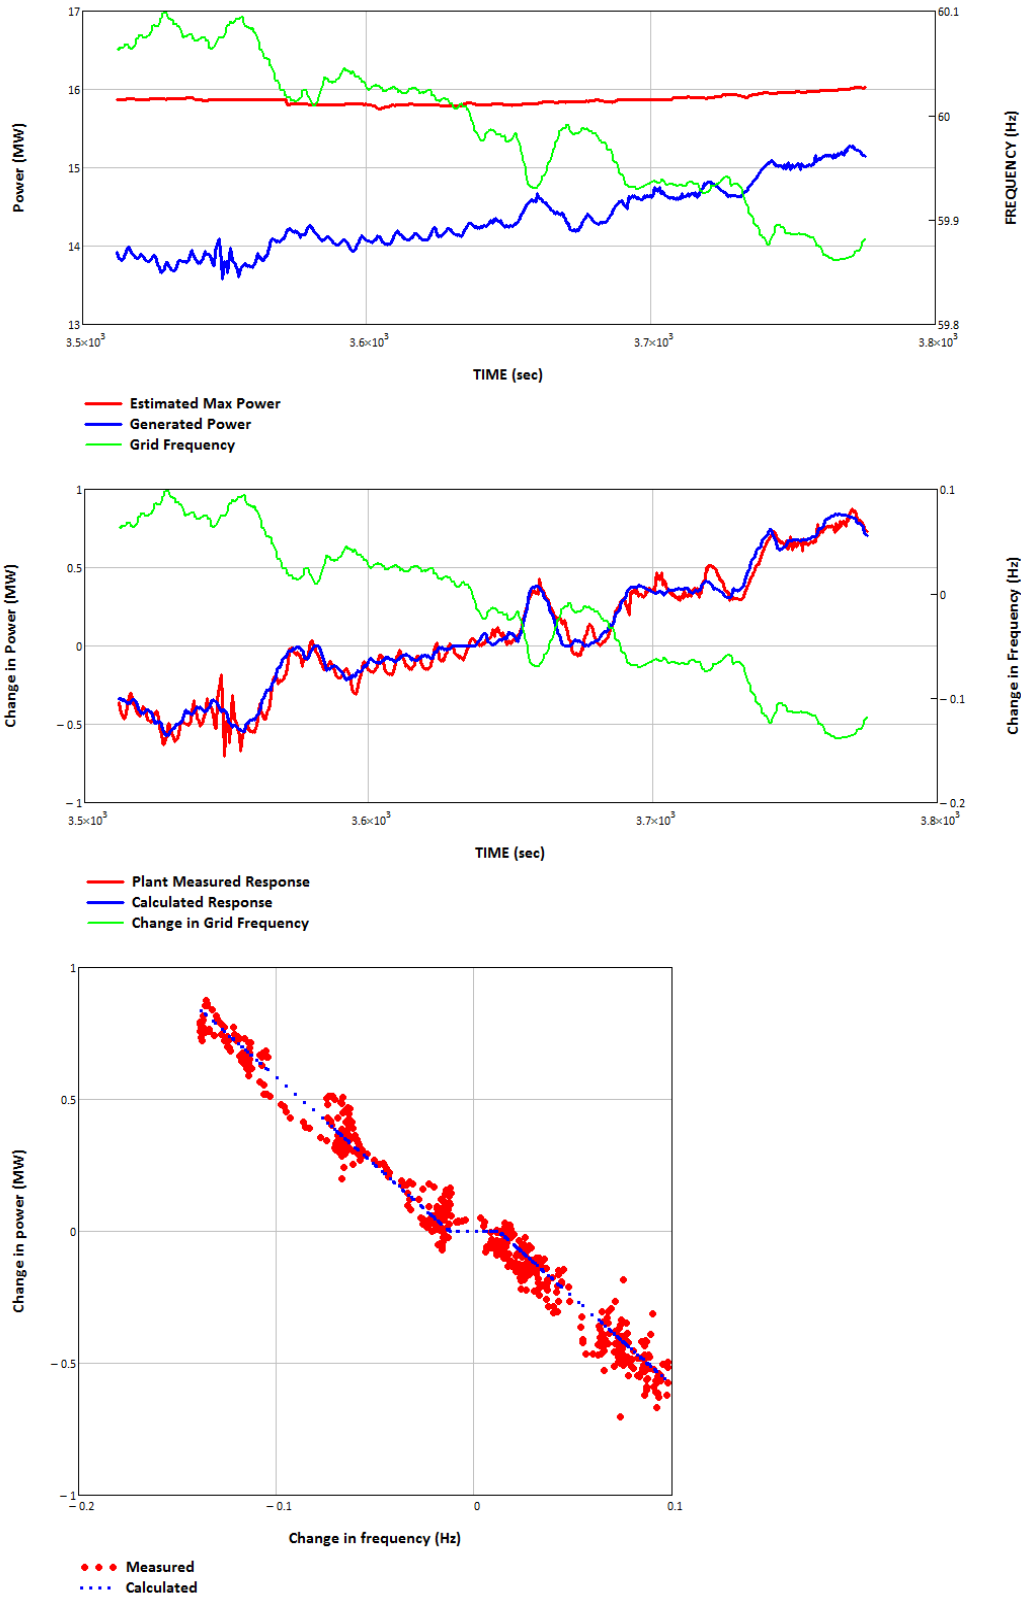 17
60.1
16
60
Power (MW)
FREQUENCY (Hz)
15
59.9
14
13
59.8
3.5×10³
3.6×10³
3.7×10³
3.8×10³
TIME (sec)
Estimated Max Power
Generated Power
Grid Frequency
1
0.1
0.5
0
Change in Power (MW)
Change in Frequency (Hz)
0
− 0.1
− 0.5
− 1
− 0.2
3.5×10³
3.6×10³
3.7×10³
3.8×10³
TIME (sec)
Plant Measured Response
Calculated Response
Change in Grid Frequency
1
0.5
Change in power (MW)
0
− 0.5
− 1
− 0.2
− 0.1
0
0.1
Change in frequency (Hz)
Measured
Calculated